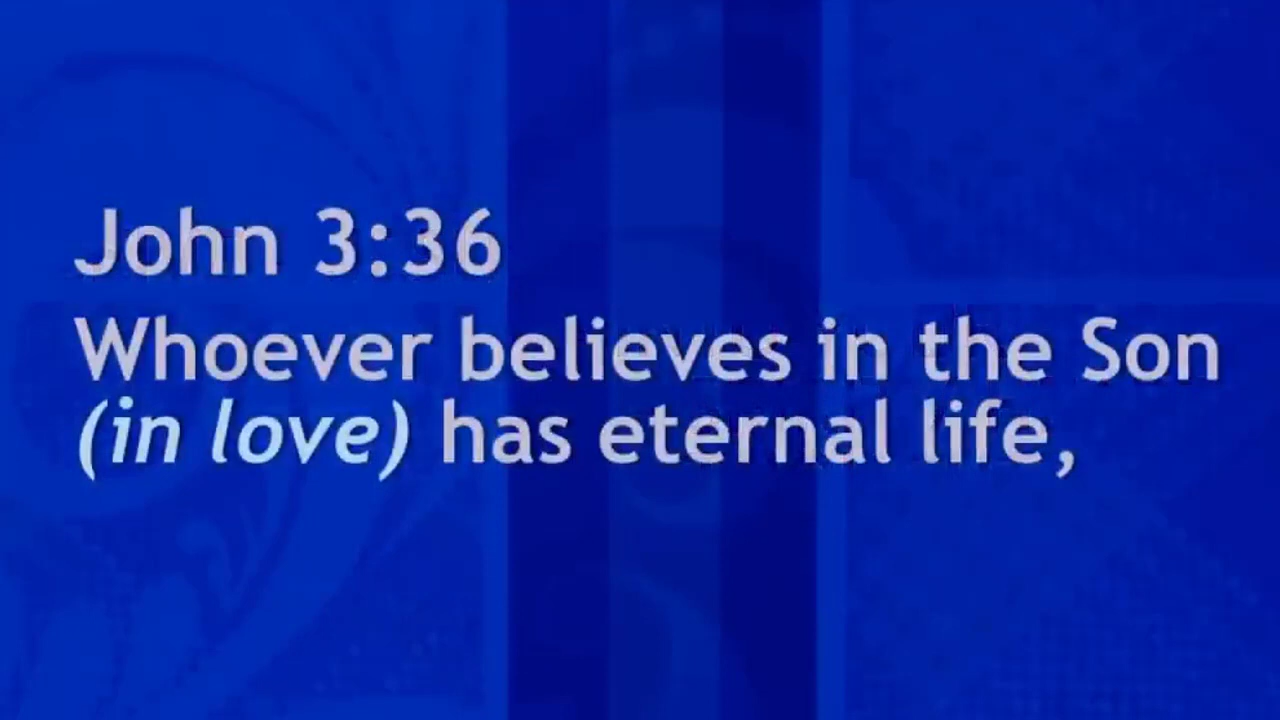 John 3:36
Whoever believes in the Son
(in love) has eternal life,